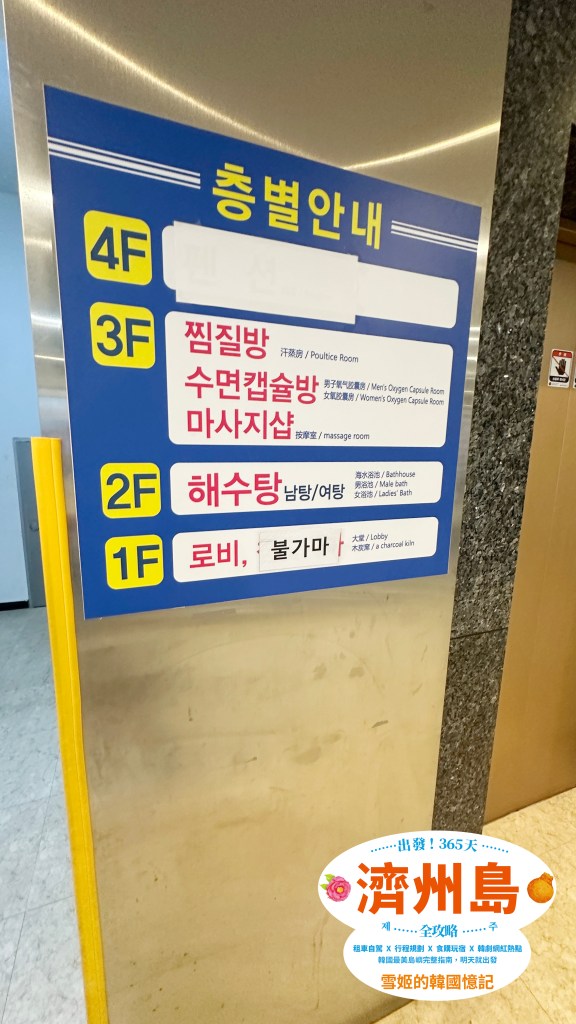 층별안내
4F
3F
찜질방 汗蒸房 / Poultice Room
수면캡슐방 男子氧气胶囊房 / Men's Oxygen Capsule Room
女氧胶囊房 / Women's Oxygen Capsule Room
마사지샵 按摩室 / massage room
2F
해수탕 남탕/여탕
海水浴池 / Bathhouse
男浴池 / Male bath
女浴池 / Ladies' Bath
1F
로비, 불가마
大堂 / Lobby
木炭窯 / a charcoal kiln
出發！365天
濟州島
제 全攻略 주
租車自駕 X 行程規劃 X 食購玩宿 X 韓劇網紅熱點
韓國最美島嶼完整指南，明天就出發
雪姬的韓國憶記